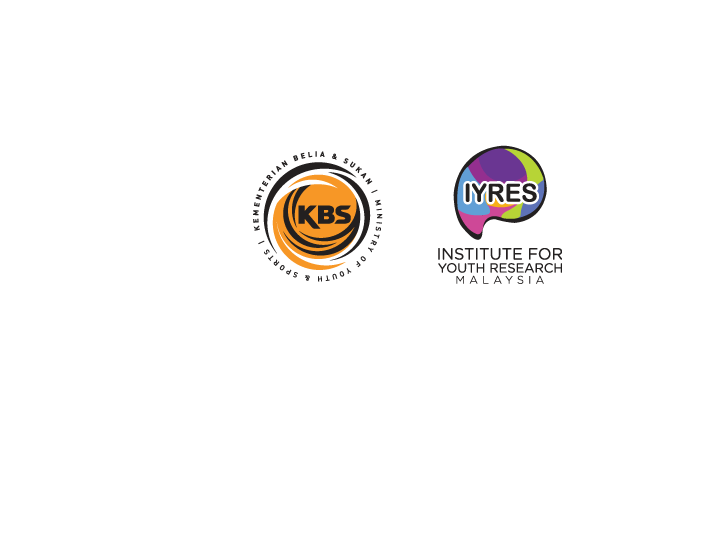 KEMENTERIAN BELIA & SUKAN | MINISTRY OF YOUTH & SPORTS |
KBS
IYRES
INSTITUTE FOR
YOUTH RESEARCH
MALAYSIA